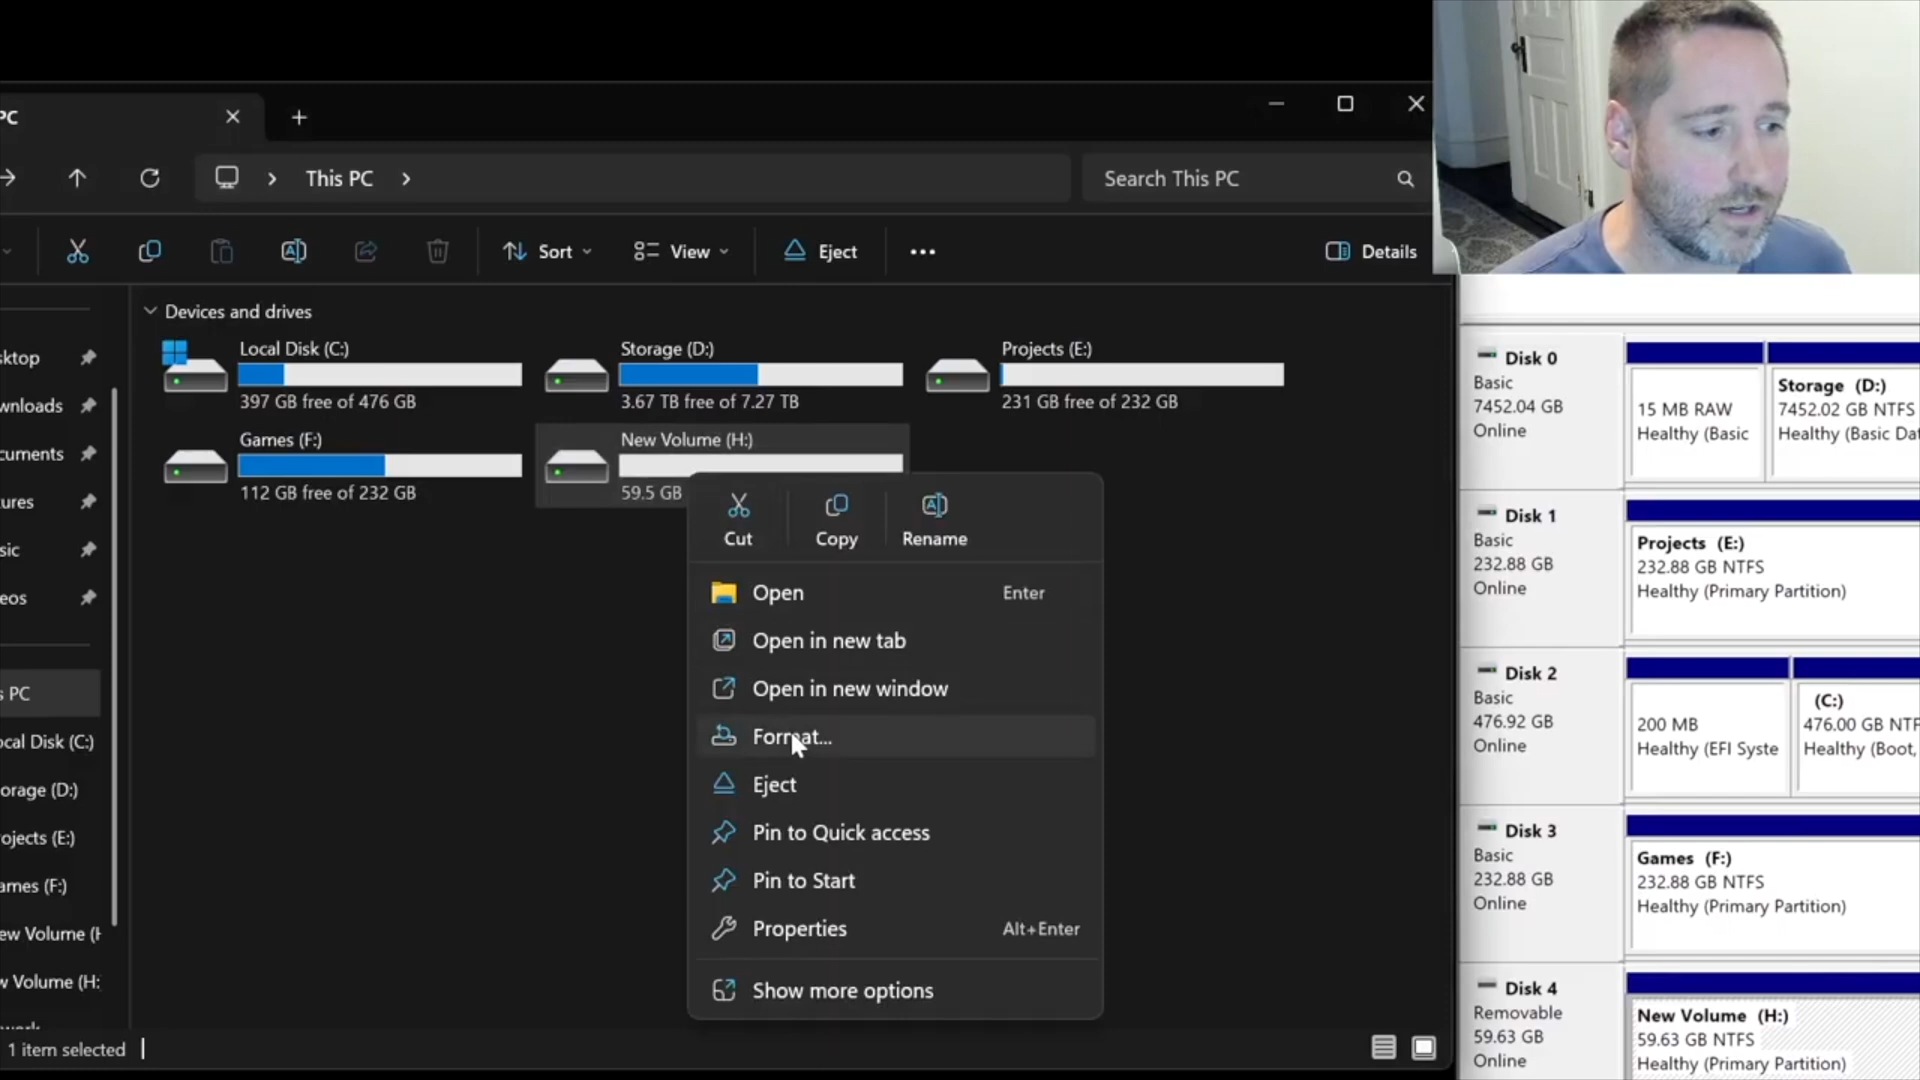 PC
This PC
Search This PC
Sort
View
Eject
Details
Devices and drives
Local Disk (C:)
397 GB free of 476 GB
Storage (D:)
3.67 TB free of 7.27 TB
Projects (E:)
231 GB free of 232 GB
Games (F:)
112 GB free of 232 GB
New Volume (H:)
59.5 GB
Cut
Copy
Rename
Open Enter
Open in new tab
Open in new window
Format...
Eject
Pin to Quick access
Pin to Start
Properties Alt+Enter
Show more options
sktop
wnloads
cuments
ures
sic
eos
s PC
ocal Disk (C:)
orage (D:)
ojects (E:)
ames (F:)
ew Volume (H
w Volume (H:
1 item selected
Disk 0
Basic
7452.04 GB
Online
15 MB RAW
Healthy (Basic
Storage (D:)
7452.02 GB NTFS
Healthy (Basic Dat
Disk 1
Basic
232.88 GB
Online
Projects (E:)
232.88 GB NTFS
Healthy (Primary Partition)
Disk 2
Basic
476.92 GB
Online
200 MB
Healthy (EFI Syste
(C:)
476.00 GB NTF
Healthy (Boot,
Disk 3
Basic
232.88 GB
Online
Games (F:)
232.88 GB NTFS
Healthy (Primary Partition)
Disk 4
Removable
59.63 GB
Online
New Volume (H:)
59.63 GB NTFS
Healthy (Primary Partition)